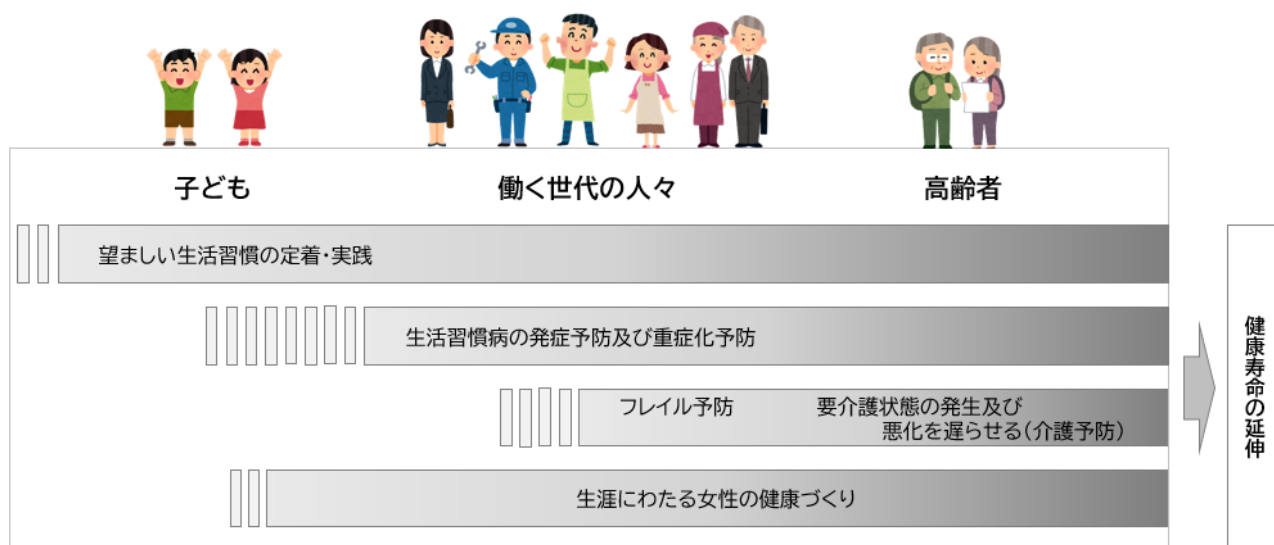 子ども
働く世代の人々
高齢者
望ましい生活習慣の定着・実践
生活習慣病の発症予防及び重症化予防
フレイル予防
要介護状態の発生及び
悪化を遅らせる（介護予防）
生涯にわたる女性の健康づくり
健康寿命の延伸